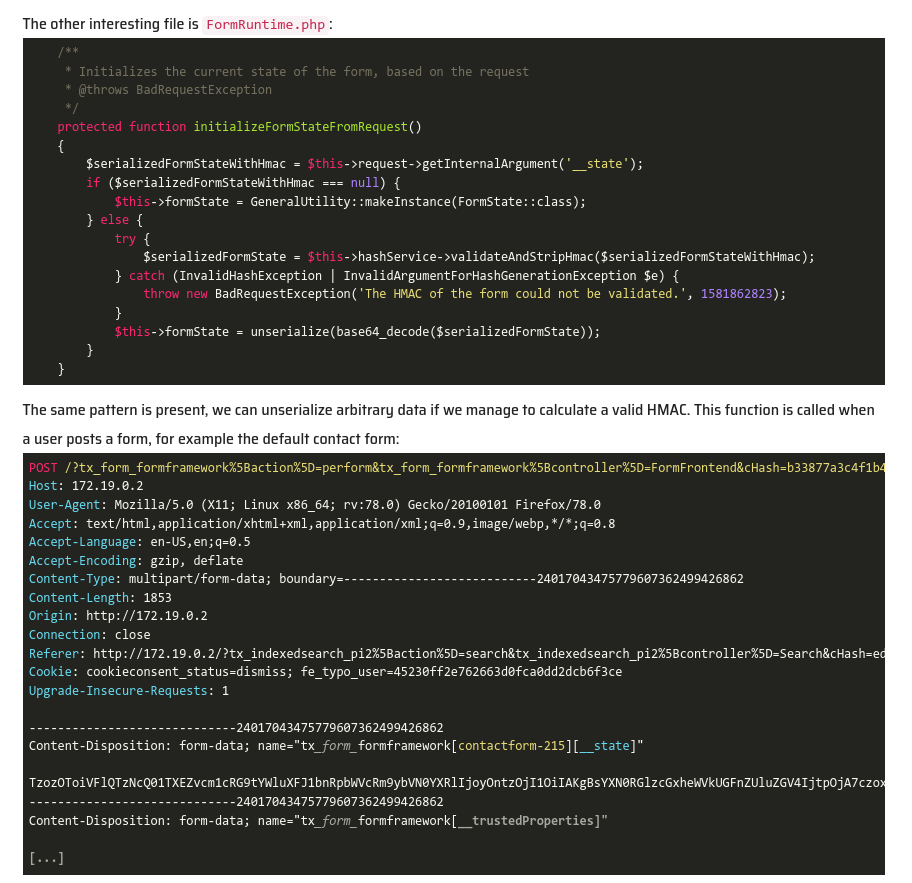 The other interesting file is FormRuntime.php:
/**
 * Initializes the current state of the form, based on the request
 * @throws BadRequestException
 */
protected function initializeFormStateFromRequest()
{
    $serializedFormStateWithHmac = $this->request->getInternalArgument('__state');
    if ($serializedFormStateWithHmac === null) {
        $this->formState = GeneralUtility::makeInstance(FormState::class);
    } else {
        try {
            $serializedFormState = $this->hashService->validateAndStripHmac($serializedFormStateWithHmac);
        } catch (InvalidHashException | InvalidArgumentForHashGenerationException $e) {
            throw new BadRequestException('The HMAC of the form could not be validated.', 1581862823);
        }
        $this->formState = unserialize(base64_decode($serializedFormState));
    }
}
The same pattern is present, we can unserialize arbitrary data if we manage to calculate a valid HMAC. This function is called when
a user posts a form, for example the default contact form:
POST /?tx_form_formframework%5Baction%5D=perform&tx_form_formframework%5Bcontroller%5D=FormFrontend&cHash=b33877a3c4f1b4
Host: 172.19.0.2
User-Agent: Mozilla/5.0 (X11; Linux x86_64; rv:78.0) Gecko/20100101 Firefox/78.0
Accept: text/html,application/xhtml+xml,application/xml;q=0.9,image/webp,*/*;q=0.8
Accept-Language: en-US,en;q=0.5
Accept-Encoding: gzip, deflate
Content-Type: multipart/form-data; boundary=---------------------------24017043475779607362499426862
Content-Length: 1853
Origin: http://172.19.0.2
Connection: close
Referer: http://172.19.0.2/?tx_indexedsearch_pi2%5Baction%5D=search&tx_indexedsearch_pi2%5Bcontroller%5D=Search&cHash=ed
Cookie: cookieconsent_status=dismiss; fe_typo_user=45230ff2e762663d0fca0dd2dcb6f3ce
Upgrade-Insecure-Requests: 1
-----------------------------24017043475779607362499426862
Content-Disposition: form-data; name="tx_form_formframework[contactform-215][__state]"
TzozOToiVFlQTzNcQ01TXEZvcm1cRG9tYWluXFJ1bnRpbWVcRm9ybVN0YXRlIjoyOntzOjI1OiIAKgBsYXN0RGlzcGxheWVkUGFnZUluZGV4IjtpOjA7czox
-----------------------------24017043475779607362499426862
Content-Disposition: form-data; name="tx_form_formframework[__trustedProperties]"
[...]